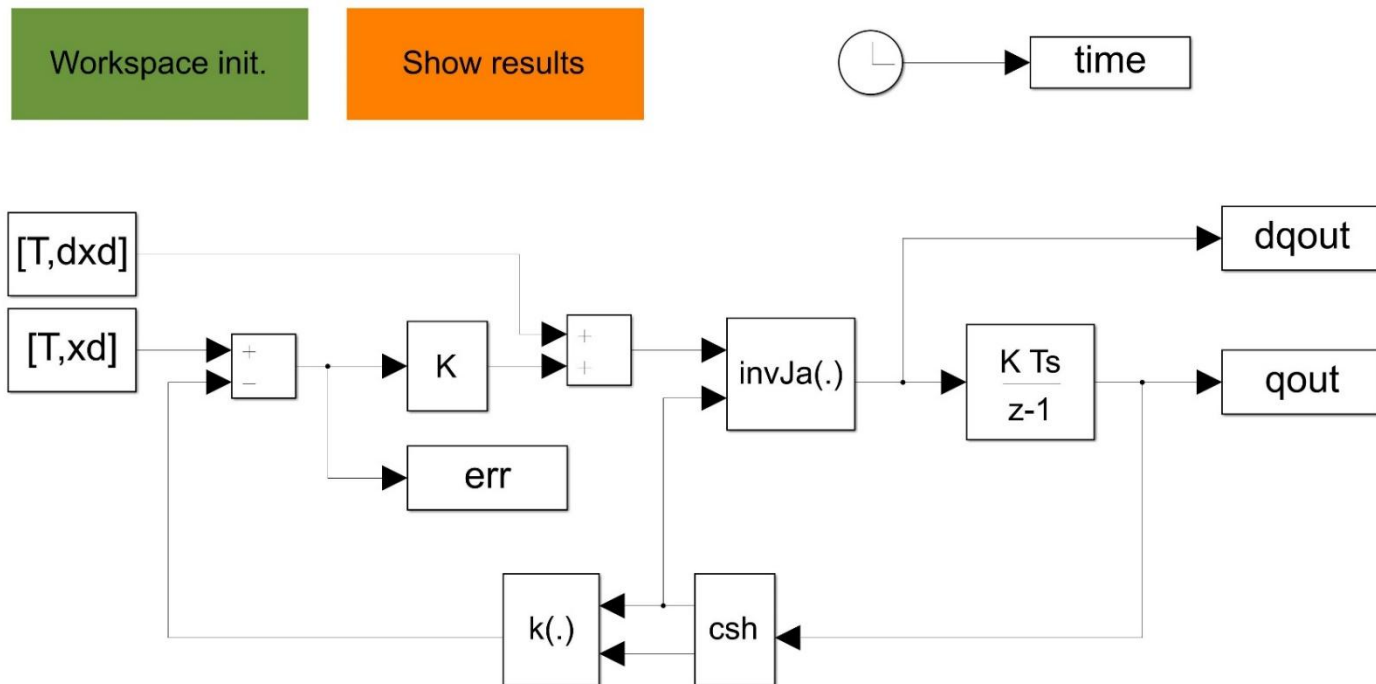 Workspace init.
Show results
time
[T,dxd]
dqout
[T,xd]
+
−
K
+
+
invJa(.)
K Ts
z-1
qout
err
k(.)
csh